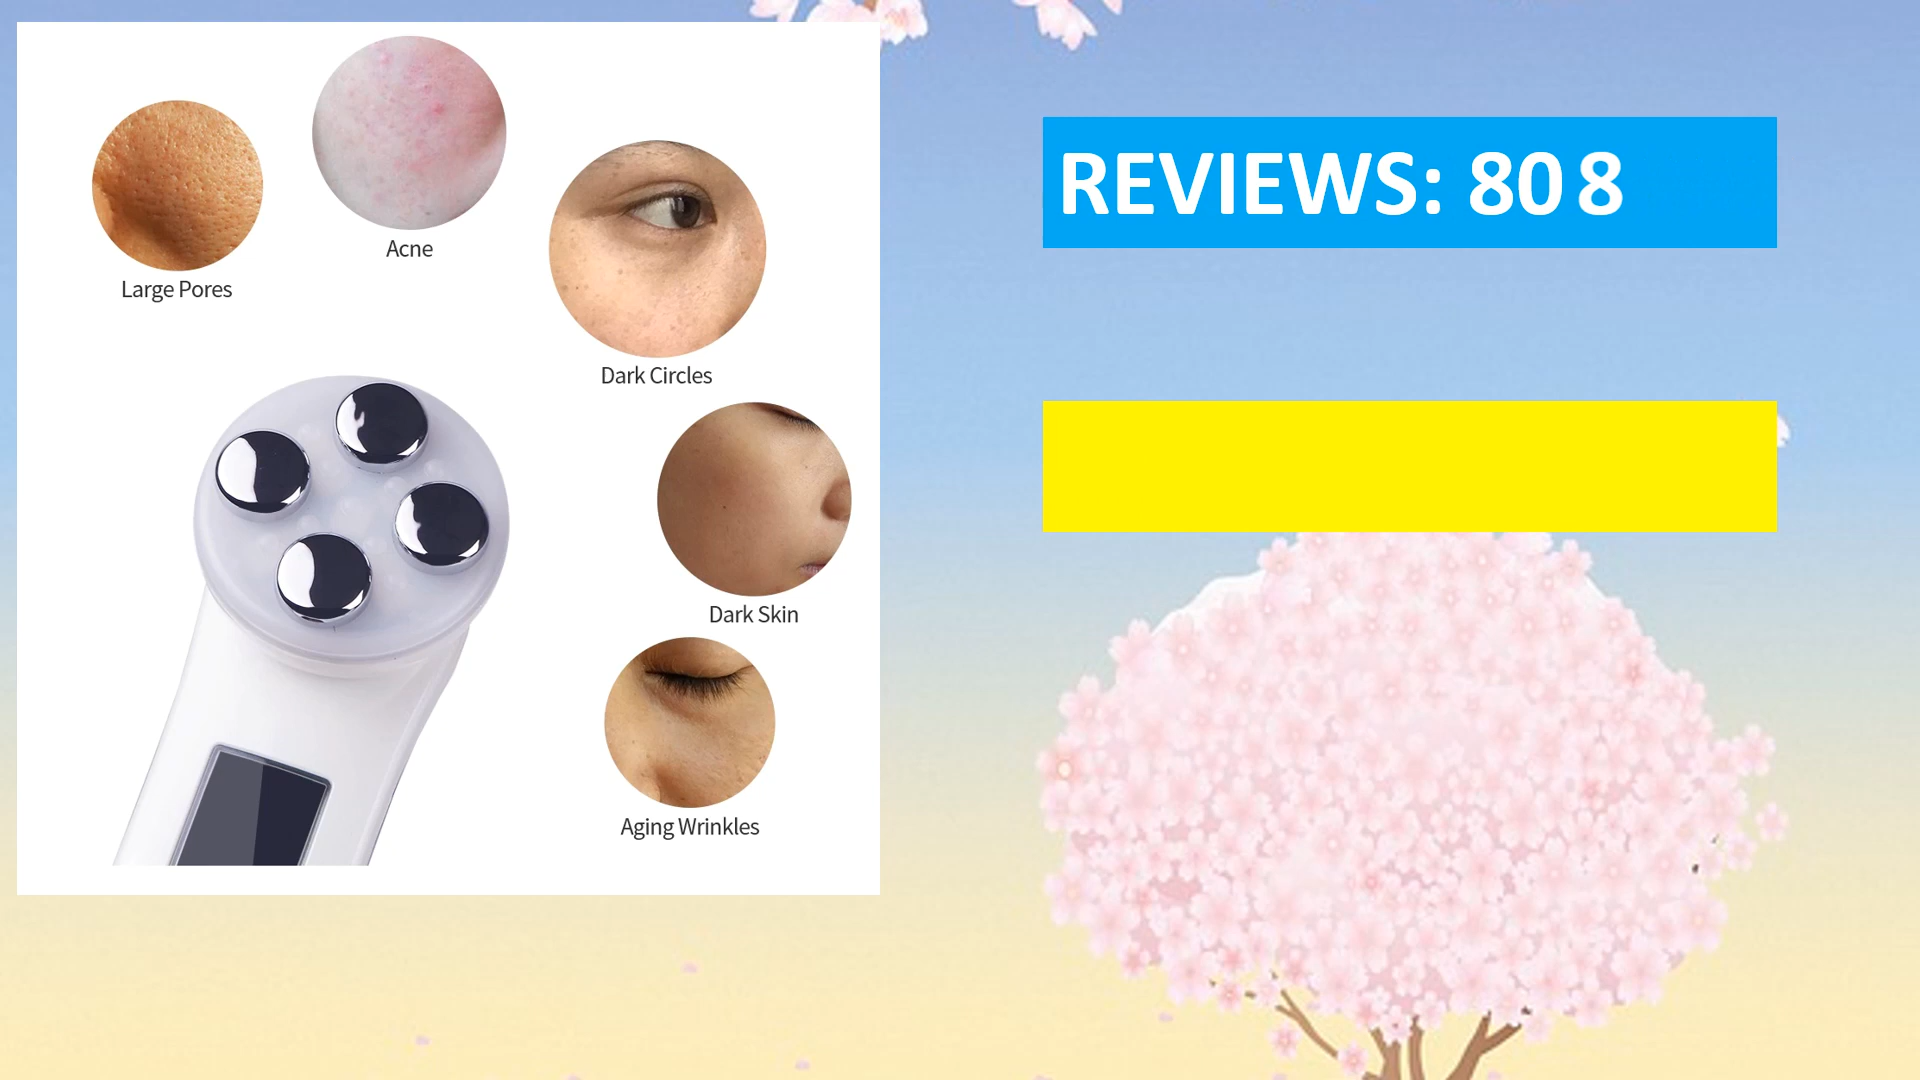 Acne
Large Pores
Dark Circles
Dark Skin
Aging Wrinkles
REVIEWS: 80 8